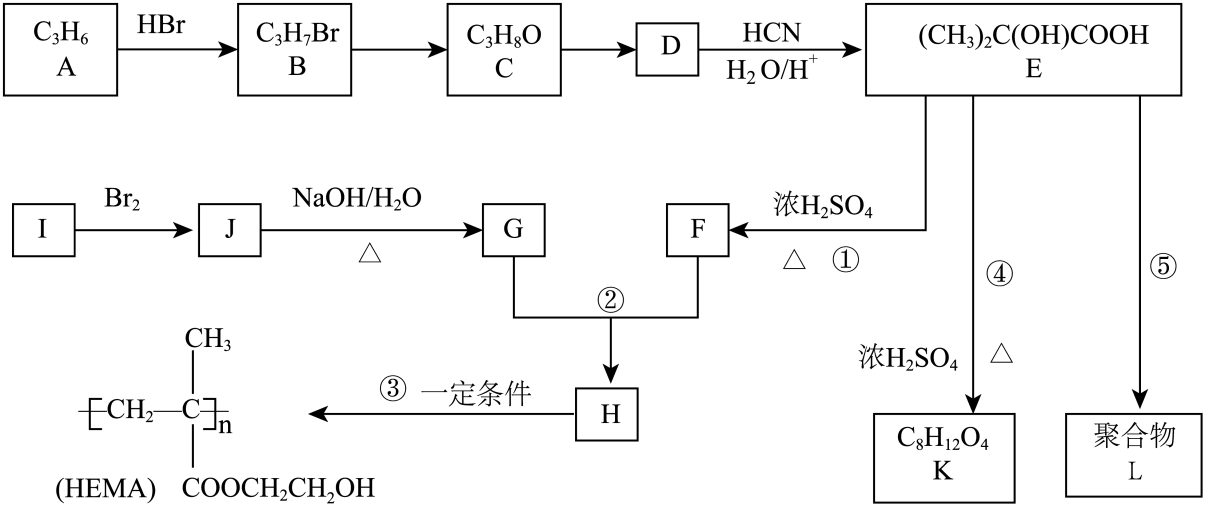 C₃H₆
A
HBr
C₃H₇Br
B
C₃H₈O
C
D
HCN
H₂O/H⁺
(CH₃)₂C(OH)COOH
E
I
Br₂
J
NaOH/H₂O
△
G
F
浓H₂SO₄
△ ①
②
④
⑤
浓H₂SO₄ △
CH₃
[CH₂—C]n
COOCH₂CH₂OH
(HEMA)
③ 一定条件
H
C₈H₁₂O₄
K
聚合物
L